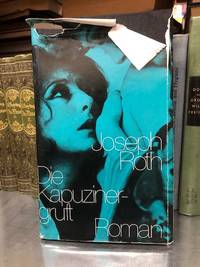 Joseph
Roth
Die
Kapuziner-
gruft
Roman